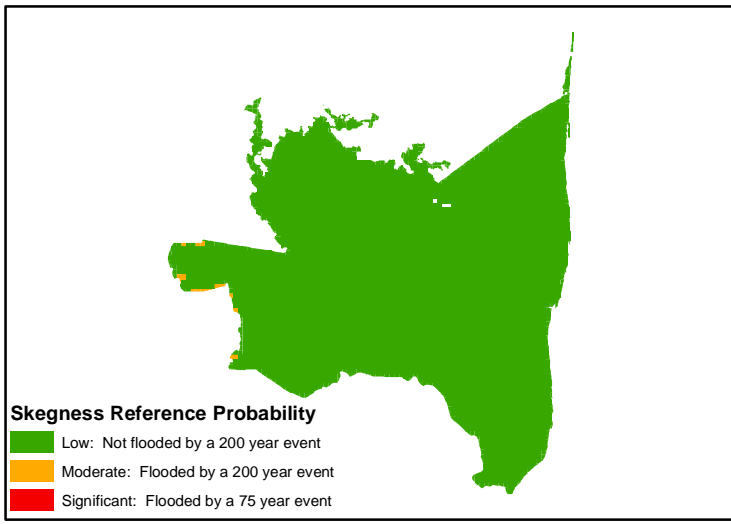 Skegness Reference Probability
Low: Not flooded by a 200 year event
Moderate: Flooded by a 200 year event
Significant: Flooded by a 75 year event